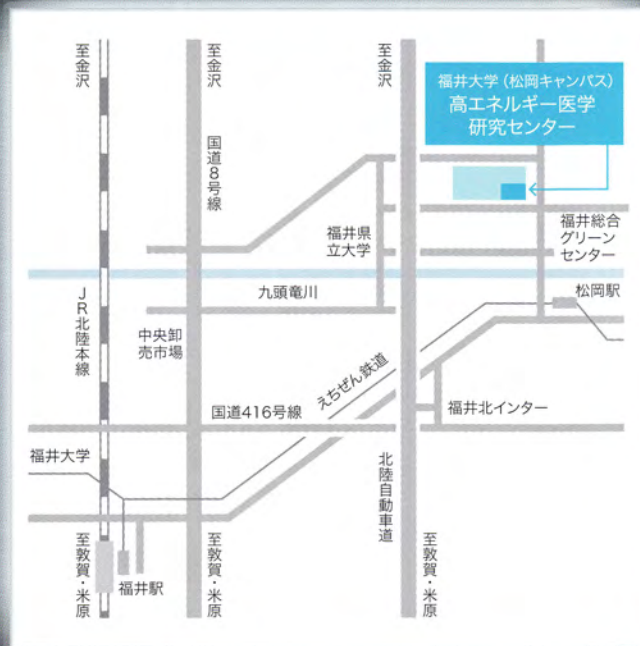 至金沢
至金沢
至金沢
福井大学（松岡キャンパス）
高エネルギー医学
研究センター
国道8号線
福井県
立大学
福井総合
グリーン
センター
九頭竜川
松岡駅
JR北陸本線
中央卸
売市場
えちぜん鉄道
国道416号線
福井北インター
福井大学
北陸自動車道
至敦賀・米原
福井駅
至敦賀・米原
至敦賀・米原